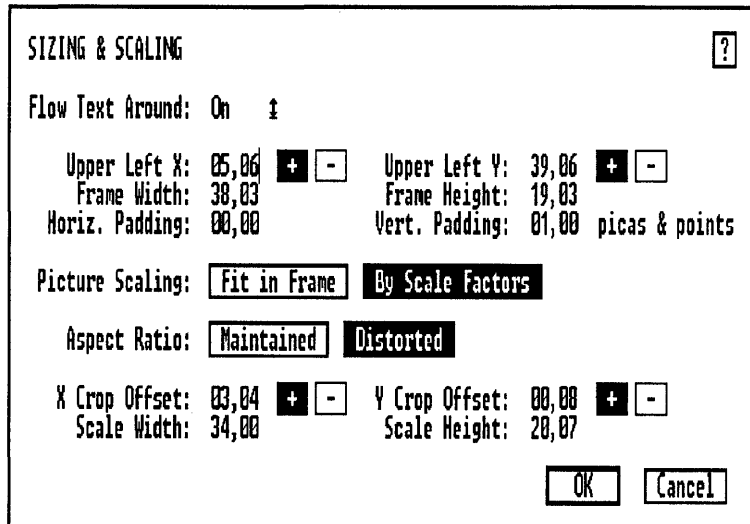 SIZING & SCALING ?
Flow Text Around: On ↕
Upper Left X: 05,06 + - Upper Left Y: 39,06 + -
Frame Width: 38,03 Frame Height: 19,03
Horiz. Padding: 00,00 Vert. Padding: 01,00 picas & points
Picture Scaling: Fit in Frame By Scale Factors
Aspect Ratio: Maintained Distorted
X Crop Offset: 03,04 + - Y Crop Offset: 00,08 + -
Scale Width: 34,00 Scale Height: 20,07
OK Cancel